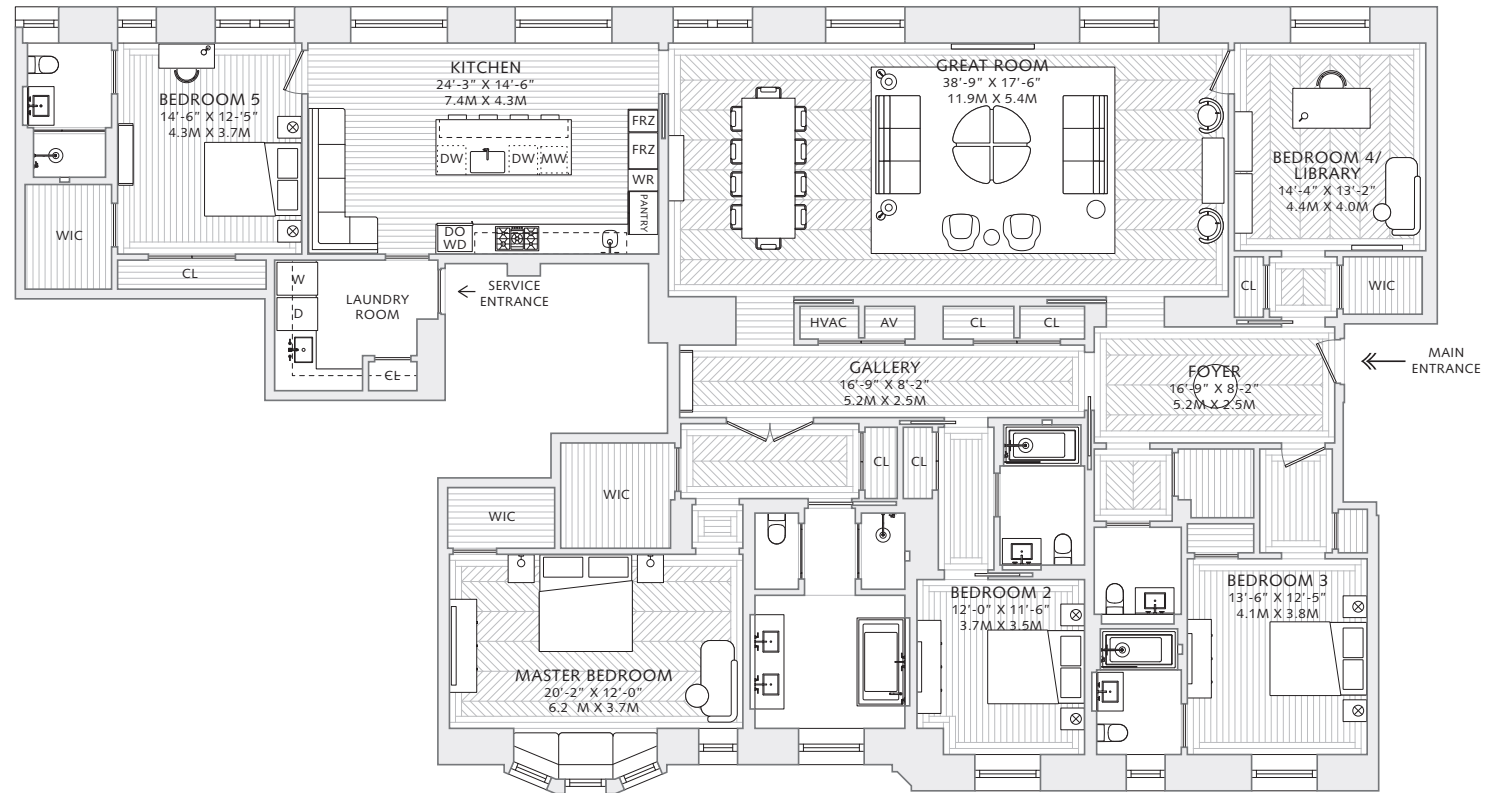 BEDROOM 5
14'-6" X 12-'5"
4.3M X 3.7M
WIC
CL
KITCHEN
24'-3" X 14'-6"
7.4M X 4.3M
DW
DW
MW
FRZ
FRZ
WR
PANTRY
DO
WD
W
D
LAUNDRY
ROOM
CL
SERVICE
ENTRANCE
GREAT ROOM
38'-9" X 17'-6"
11.9M X 5.4M
BEDROOM 4/
LIBRARY
14'-4" X 13'-2"
4.4M X 4.0M
CL
WIC
HVAC
AV
CL
CL
GALLERY
16'-9" X 8'-2"
5.2M X 2.5M
FOYER
16'-9" X 8'-2"
5.2M X 2.5M
MAIN
ENTRANCE
WIC
WIC
CL
CL
MASTER BEDROOM
20'-2" X 12'-0"
6.2 M X 3.7M
BEDROOM 2
12'-0" X 11'-6"
3.7M X 3.5M
BEDROOM 3
13'-6" X 12'-5"
4.1M X 3.8M